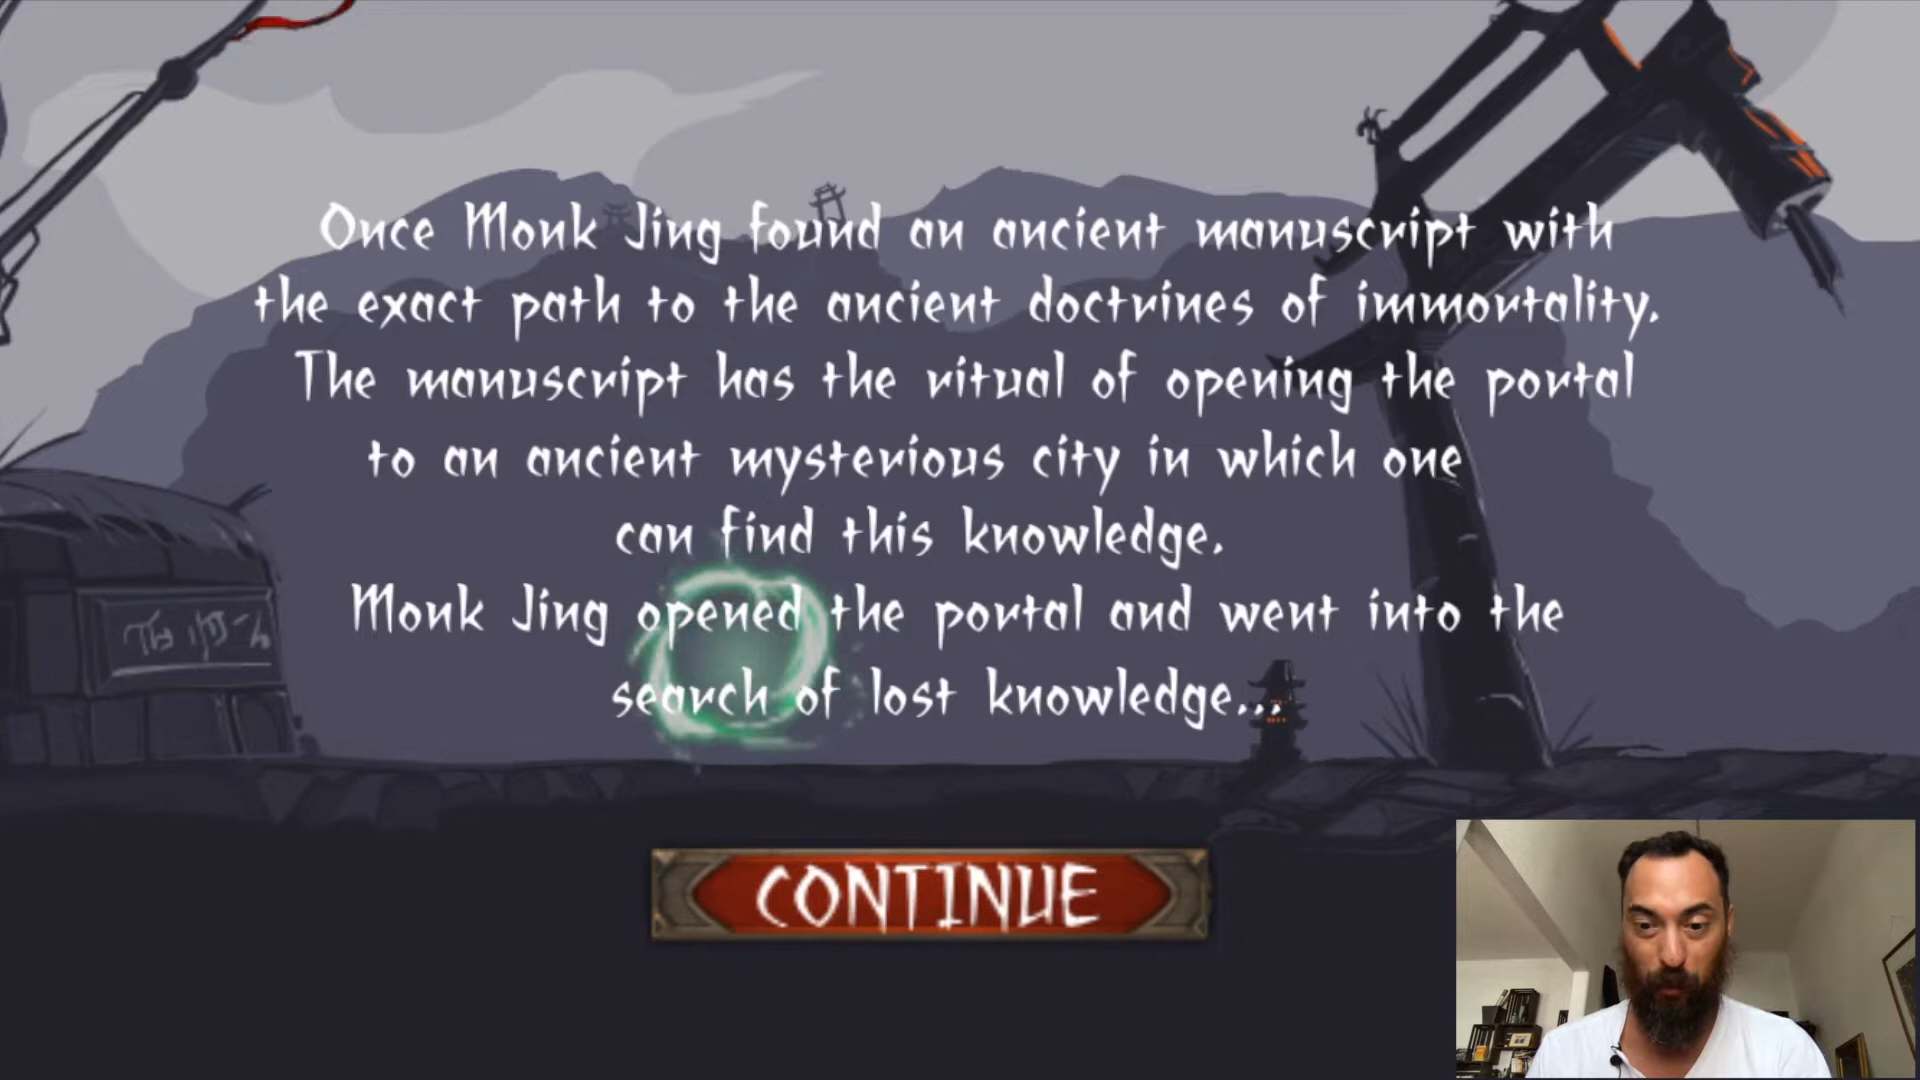 Once Monk Jing found an ancient manuscript with
the exact path to the ancient doctrines of immortality.
The manuscript has the ritual of opening the portal
to an ancient mysterious city in which one
can find this knowledge.
Monk Jing opened the portal and went into the
search of lost knowledge...
CONTINUE